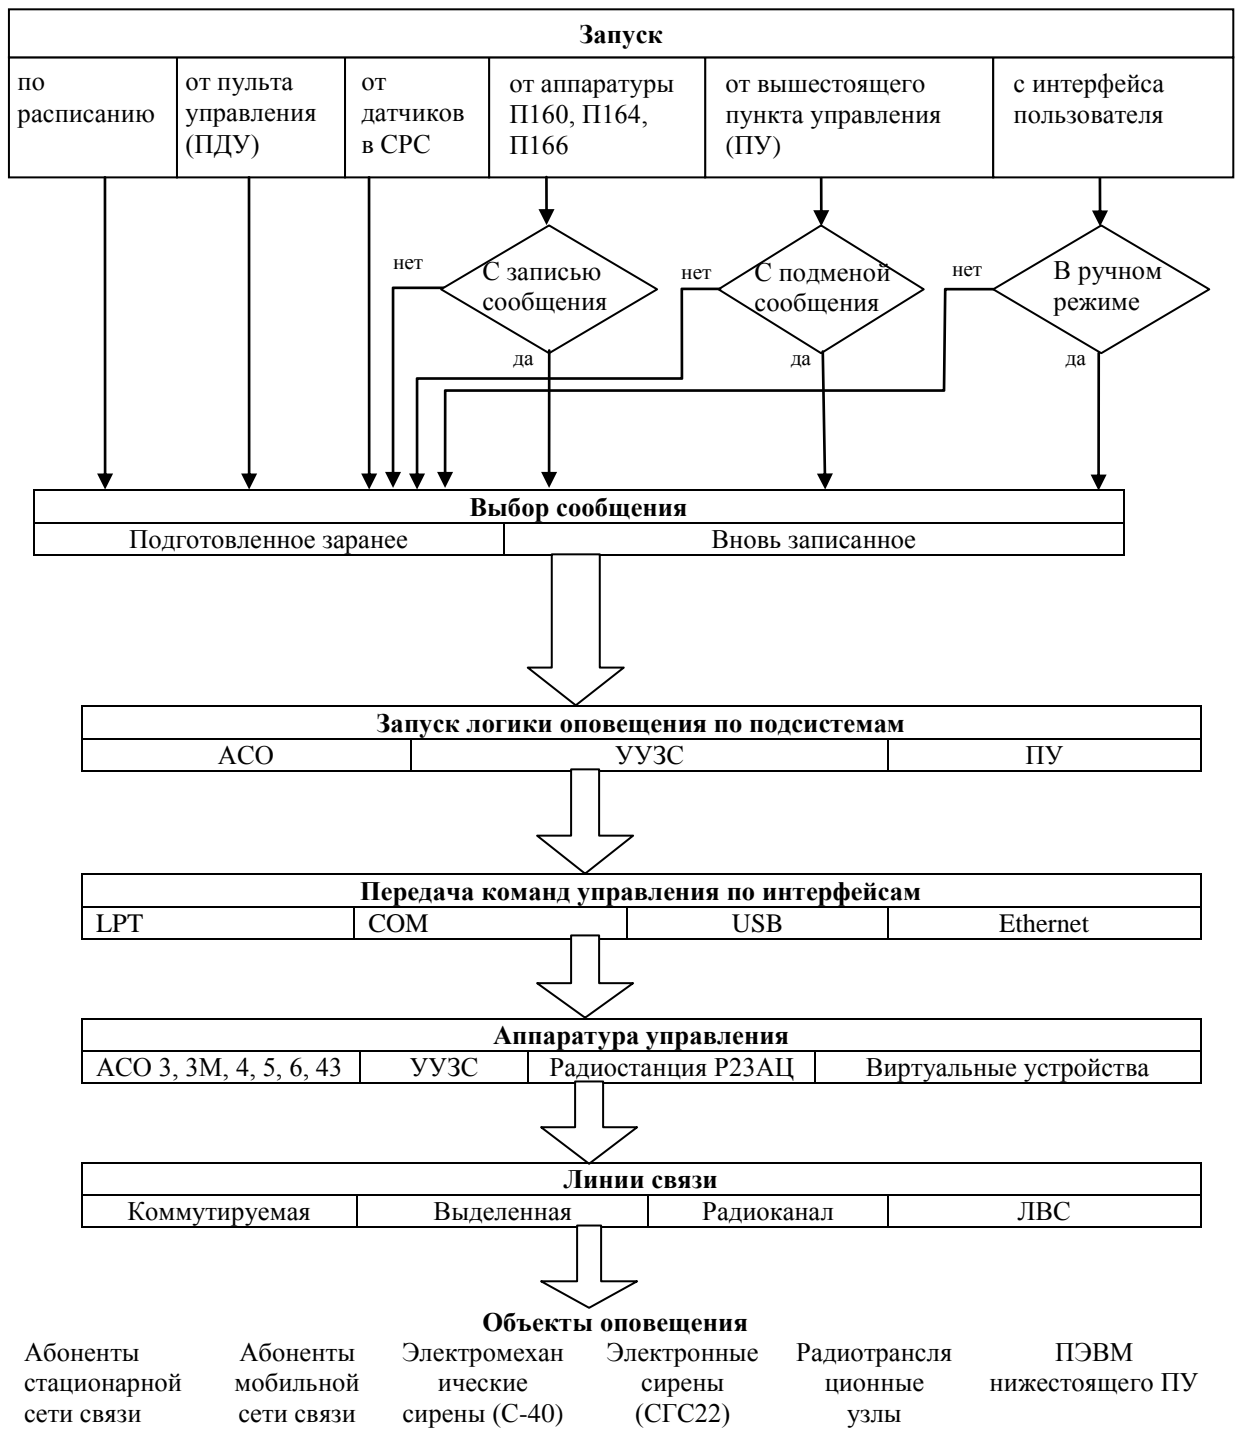 Запуск
по
расписанию
от пульта
управления
(ПДУ)
от
датчиков
в СРС
от аппаратуры
П160, П164,
П166
от вышестоящего
пункта управления
(ПУ)
с интерфейса
пользователя
нет
С записью
сообщения
да
нет
С подменой
сообщения
да
нет
В ручном
режиме
да
Выбор сообщения
Подготовленное заранее
Вновь записанное
Запуск логики оповещения по подсистемам
АСО
УУЗС
ПУ
Передача команд управления по интерфейсам
LPT
COM
USB
Ethernet
Аппаратура управления
АСО 3, 3М, 4, 5, 6, 43
УУЗС
Радиостанция Р23АЦ
Виртуальные устройства
Линии связи
Коммутируемая
Выделенная
Радиоканал
ЛВС
Объекты оповещения
Абоненты
стационарной
сети связи
Абоненты
мобильной
сети связи
Электромехан
ические
сирены (С-40)
Электронные
сирены
(СГС22)
Радиотрансля
ционные
узлы
ПЭВМ
нижестоящего ПУ